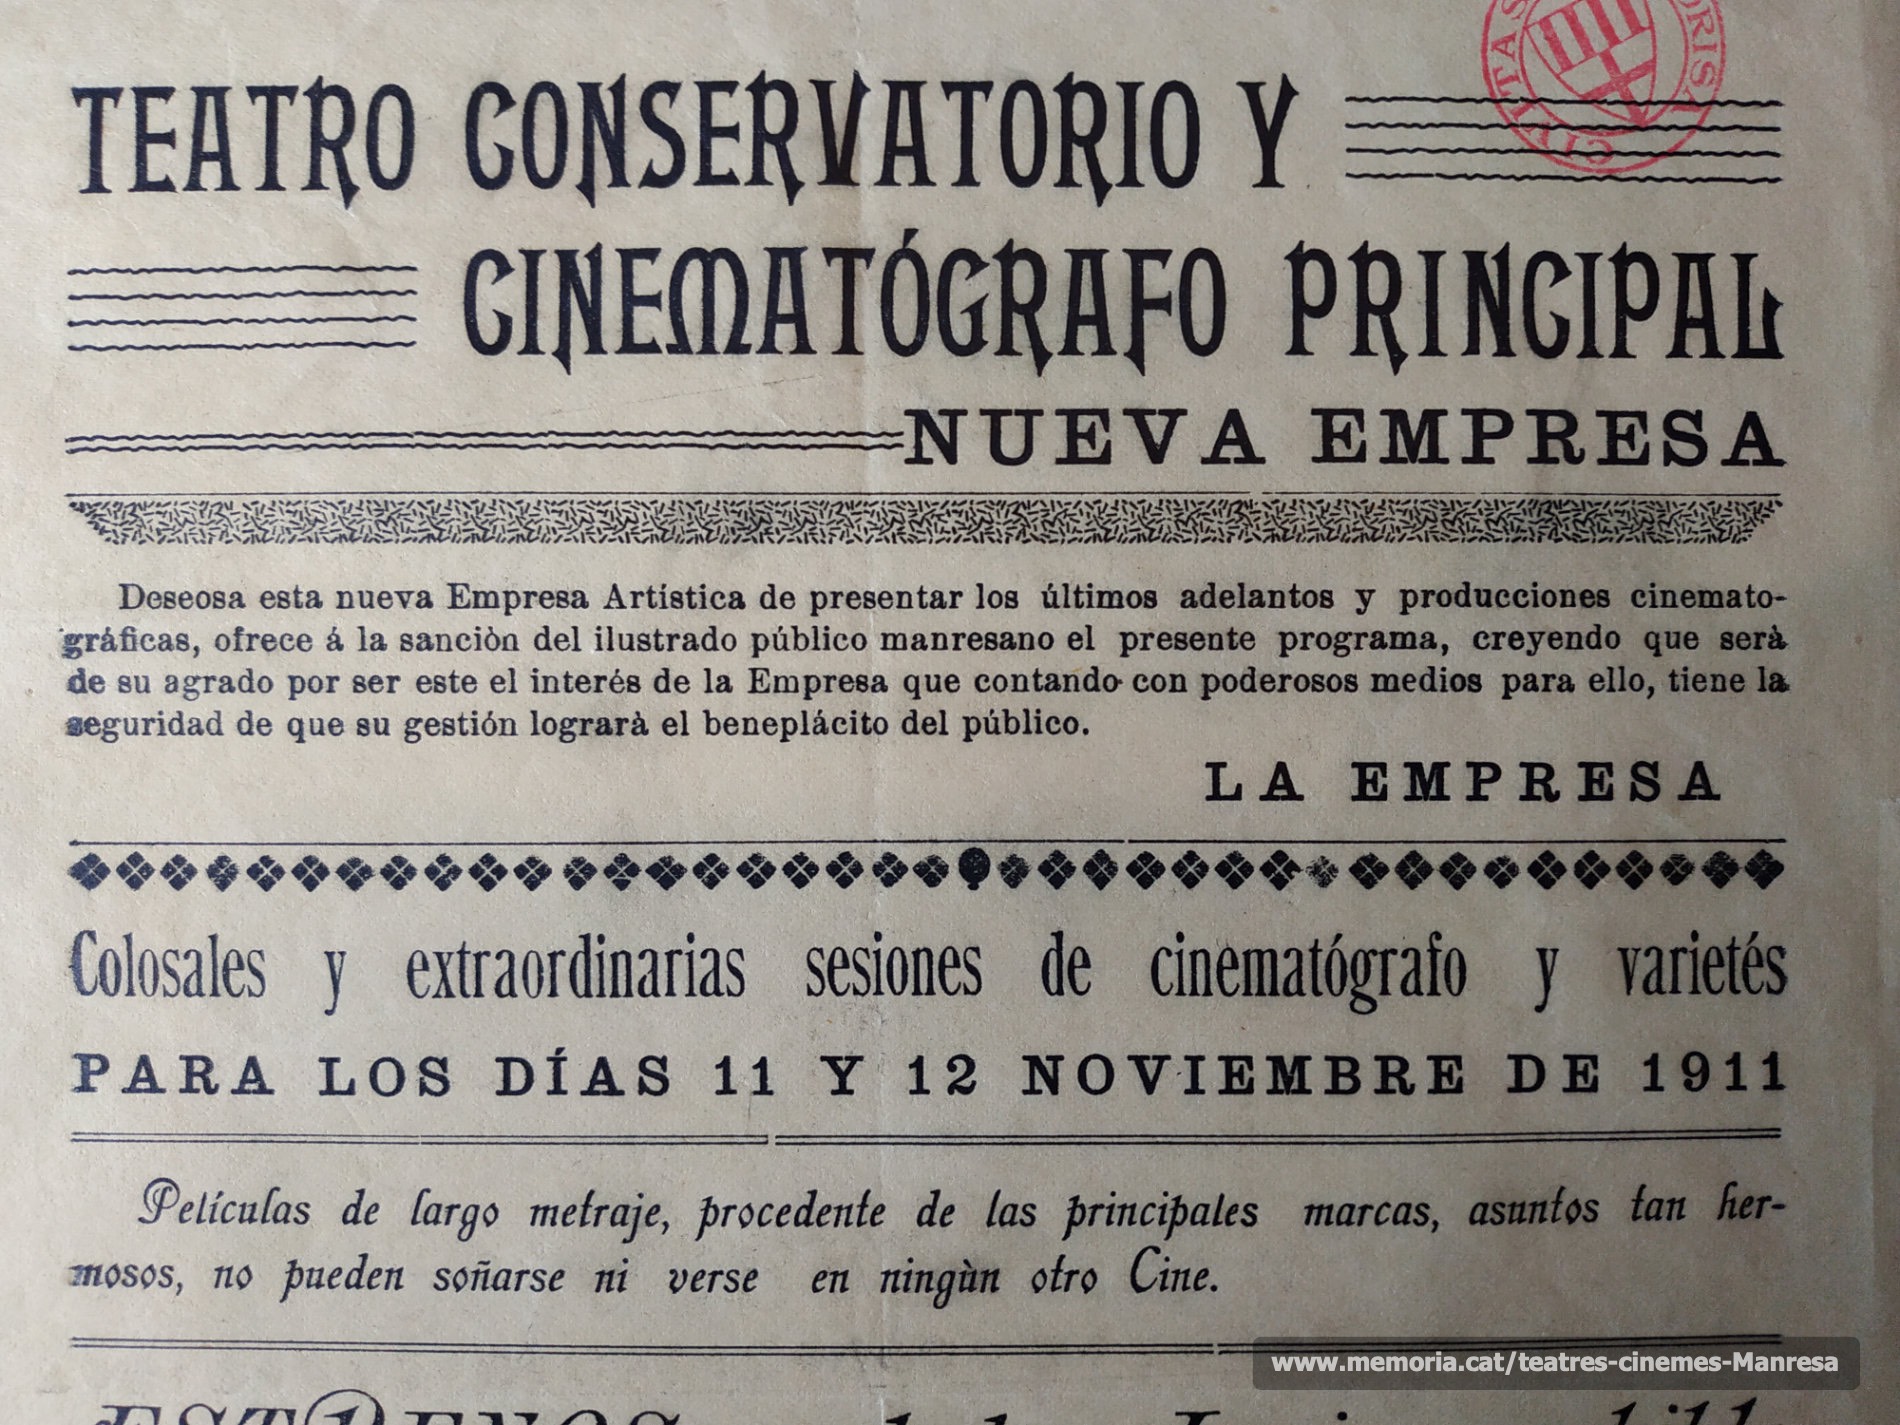 TEATRO CONSERVATORIO Y
CINEMATÓGRAFO PRINCIPAL
NUEVA EMPRESA
Deseosa esta nueva Empresa Artística de presentar los últimos adelantos y producciones cinemato-
gráficas, ofrece á la sanciòn del ilustrado público manresano el presente programa, creyendo que serà
de su agrado por ser este el interés de la Empresa que contando con poderosos medios para ello, tiene la
seguridad de que su gestión lograrà el beneplácito del público.
LA EMPRESA
Colosales y extraordinarias sesiones de cinematógrafo y varietés
PARA LOS DÍAS 11 Y 12 NOVIEMBRE DE 1911
Películas de largo metraje, procedente de las principales marcas, asuntos tan her-
mosos, no pueden soñarse ni verse en ningùn otro Cine.
www.memoria.cat/teatres-cinemes-Manresa